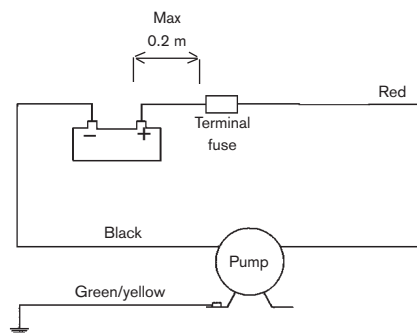 Max
0.2 m
Red
− +
Terminal
fuse
Black
Pump
Green/yellow